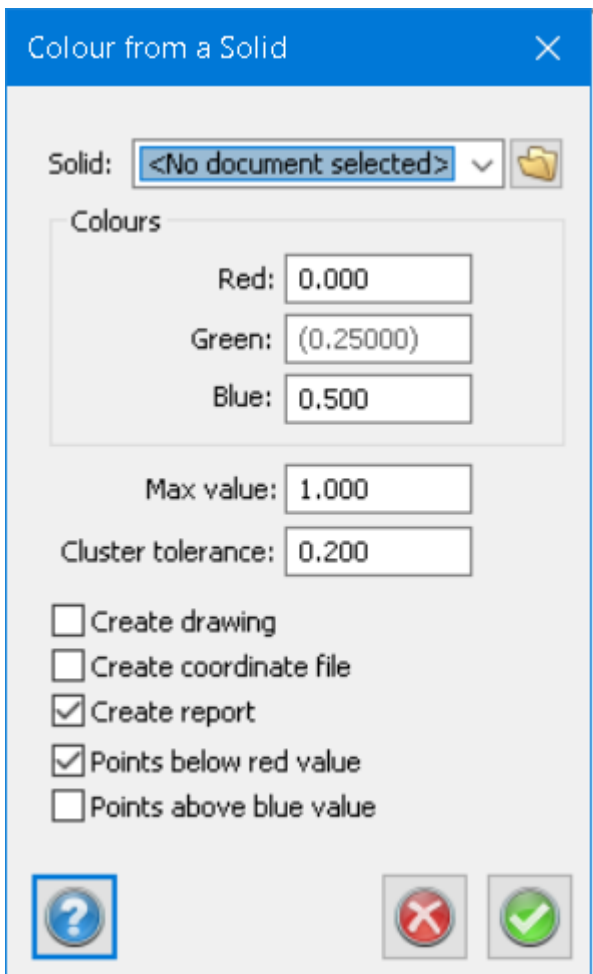 Colour from a Solid
Solid: <No document selected>
Colours
Red: 0.000
Green: (0.25000)
Blue: 0.500
Max value: 1.000
Cluster tolerance: 0.200
Create drawing
Create coordinate file
Create report
Points below red value
Points above blue value
?